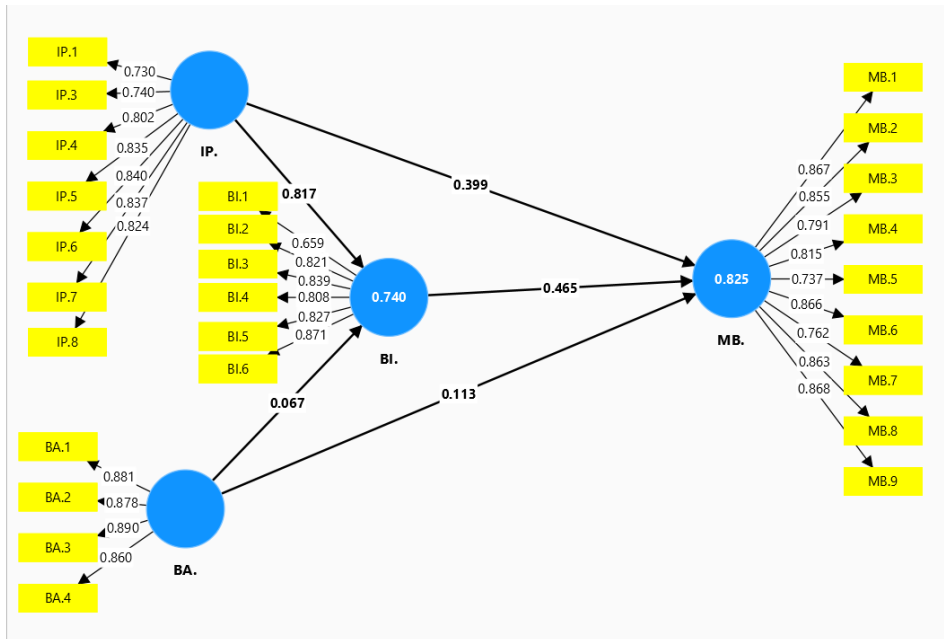 IP.1
IP.3
IP.4
IP.5
IP.6
IP.7
IP.8
0.730
0.740
0.802
0.835
0.840
0.837
0.824
IP.
0.817
0.399
BI.1
BI.2
BI.3
BI.4
BI.5
BI.6
0.659
0.821
0.839
0.808
0.827
0.871
0.740
BI.
0.465
0.067
0.113
BA.1
BA.2
BA.3
BA.4
0.881
0.878
0.890
0.860
BA.
0.825
MB.
0.867
0.855
0.791
0.815
0.737
0.866
0.762
0.863
0.868
MB.1
MB.2
MB.3
MB.4
MB.5
MB.6
MB.7
MB.8
MB.9